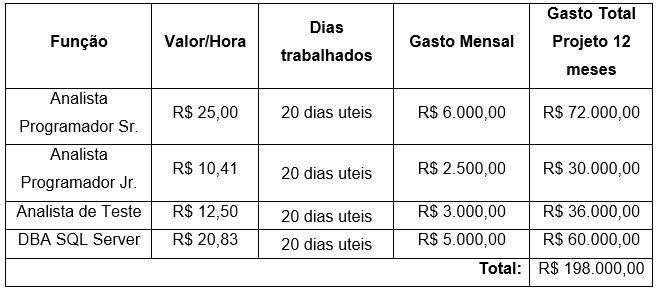 Função Valor/Hora Dias trabalhados Gasto Mensal Gasto Total Projeto 12 meses
Analista Programador Sr. R$ 25,00 20 dias uteis R$ 6.000,00 R$ 72.000,00
Analista Programador Jr. R$ 10,41 20 dias uteis R$ 2.500,00 R$ 30.000,00
Analista de Teste R$ 12,50 20 dias uteis R$ 3.000,00 R$ 36.000,00
DBA SQL Server R$ 20,83 20 dias uteis R$ 5.000,00 R$ 60.000,00
Total: R$ 198.000,00